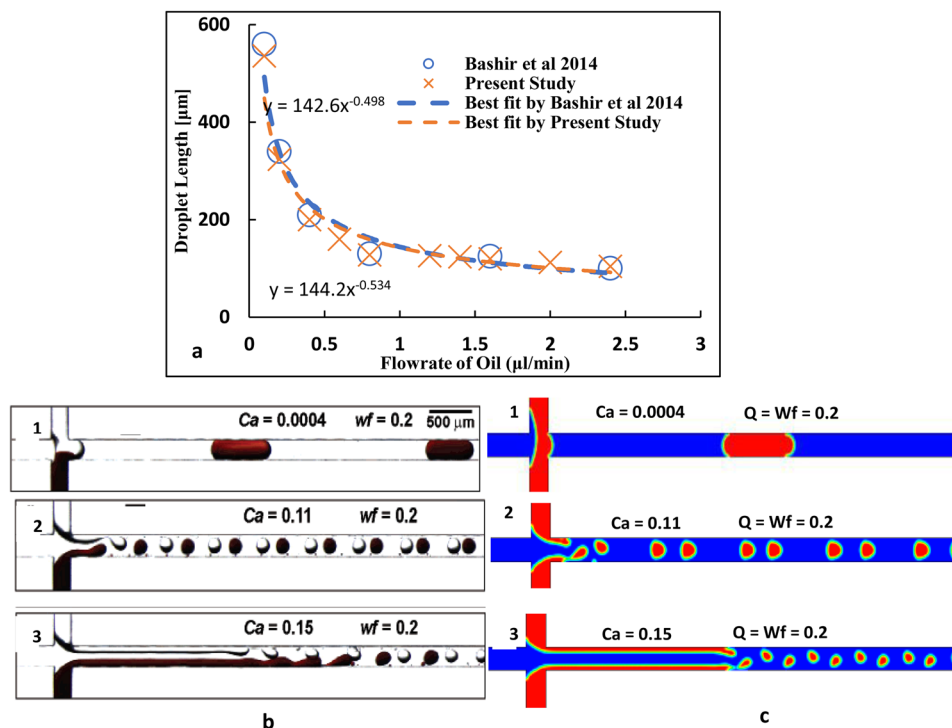 600
Bashir et al 2014
Present Study
Best fit by Bashir et al 2014
Best fit by Present Study
y = 142.6x-0.498
400
200
0
y = 144.2x-0.534
Droplet Length [μm]
0 0.5 1 1.5 2 2.5 3
Flowrate of Oil (μl/min)
a
1 Ca = 0.0004 wf = 0.2 500 μm
2 Ca = 0.11 wf = 0.2
3 Ca = 0.15 wf = 0.2
b
1 Ca = 0.0004 Q = Wf = 0.2
2 Ca = 0.11 Q = Wf = 0.2
3 Ca = 0.15 Q = Wf = 0.2
c